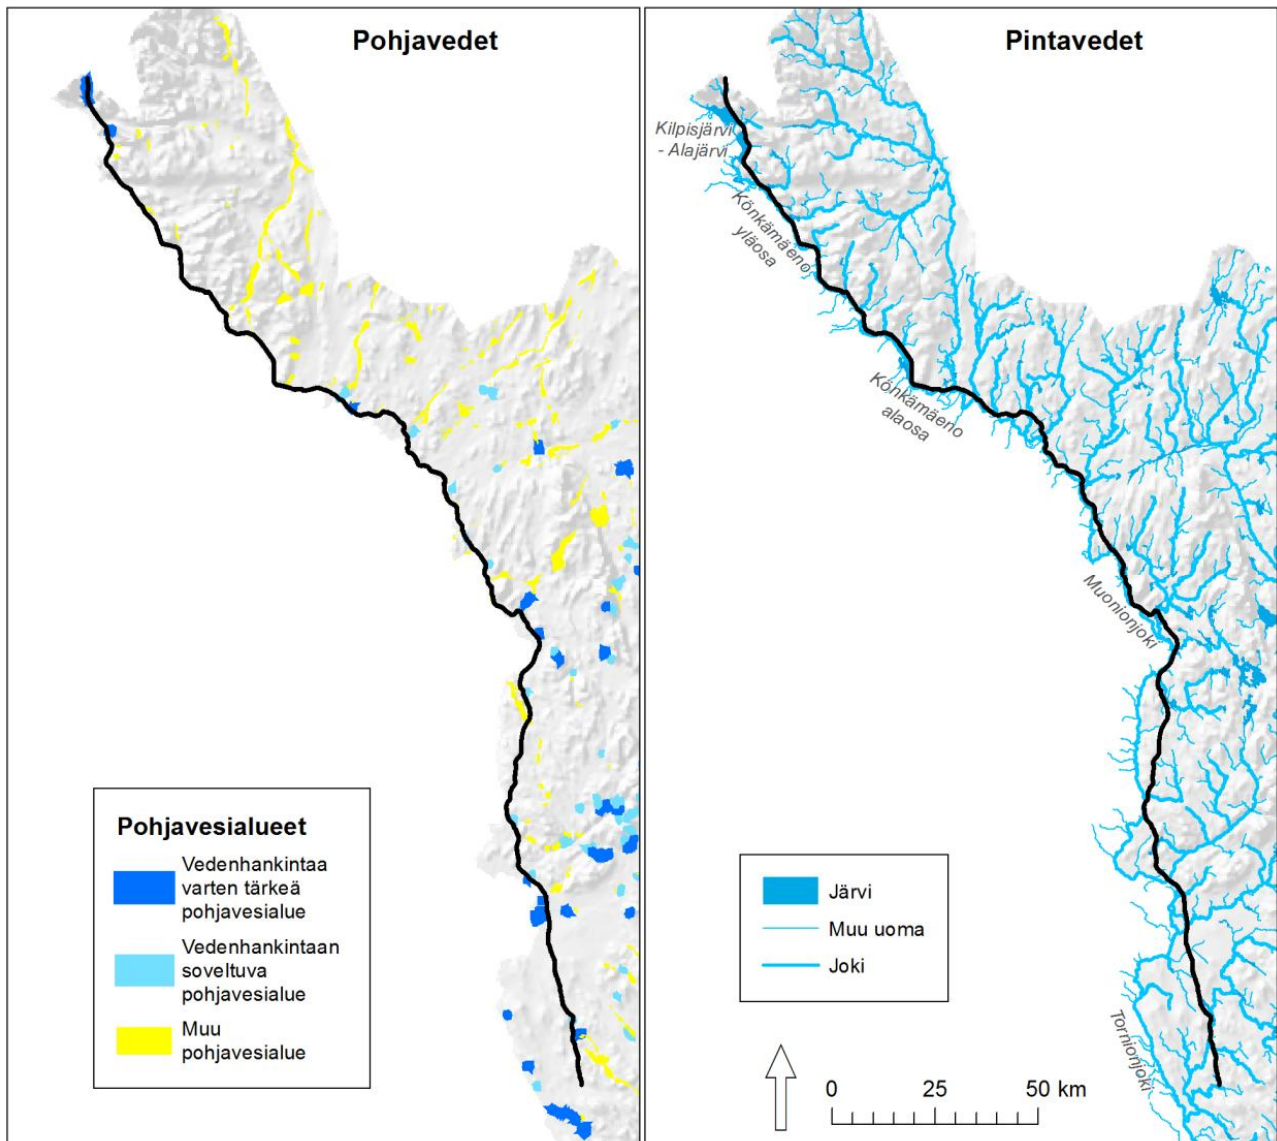 Pohjavedet
Pohjavesialueet
Vedenhankintaa
varten tärkeä
pohjavesialue
Vedenhankintaan
soveltuva
pohjavesialue
Muu
pohjavesialue
Pintavedet
Kilpisjärvi
- Alajärvi
Könkämäeno
yläosa
Könkämäeno
alaosa
Muonionjoki
Tornionjoki
Järvi
Muu uoma
Joki
0 25 50 km